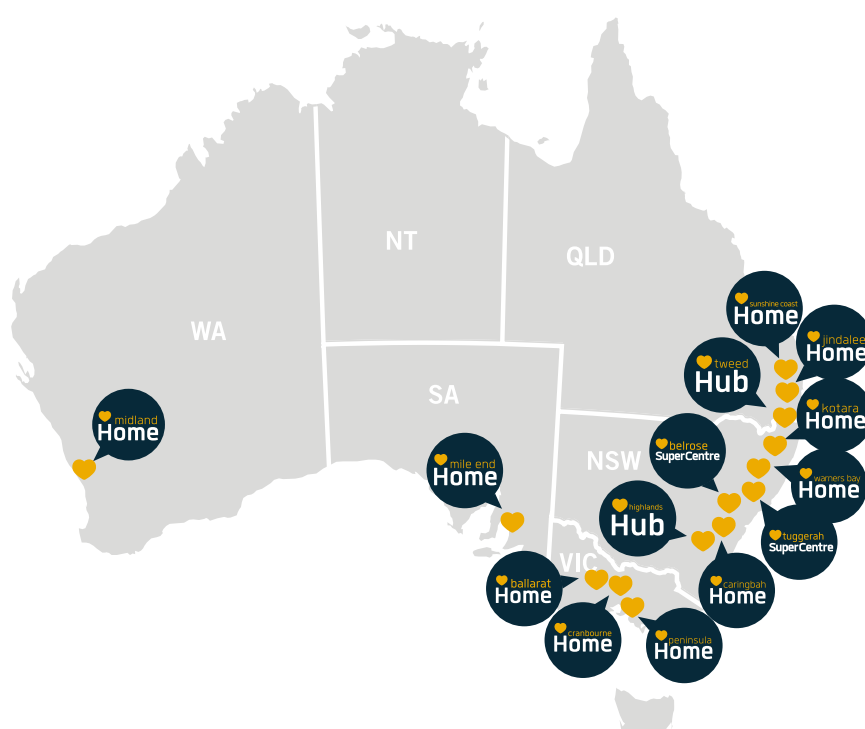 NT
QLD
WA
SA
NSW
VIC
sunshine coast
Home
jindalee
Home
tweed
Hub
kotara
Home
belrose
SuperCentre
warners bay
Home
highlands
Hub
tuggerah
SuperCentre
caringbah
Home
midland
Home
mile end
Home
ballarat
Home
cranbourne
Home
peninsula
Home